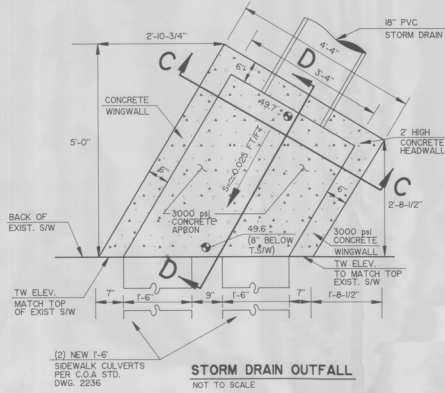 2'-10-3/4"
18" PVC
STORM DRAIN
4'-4"
3'-4"
C
D
6"
CONCRETE
WINGWALL
49.7
2' HIGH
CONCRETE
HEADWALL
5'-0"
S=-0.025 FT/FT
C
6"
6"
2'-8-1/2"
3000 psi
COMCRETE
APBON
BACK OF
EXIST. S/W
49.6 ±
(8" BELOW
T.S/W)
3000 psi
CONCRETE
WINGWALL
D
TW ELEV.
MATCH TOP
OF EXIST S/W
TW ELEV.
TO MATCH TOP
EXIST. S/W
7"
1'-6"
9"
1'-6"
7"
1'-8-1/2"
(2) NEW 1'-6'
SIDEWALK CULVERTS
PER C.O.A STD.
DWG. 2236
STORM DRAIN OUTFALL
NOT TO SCALE